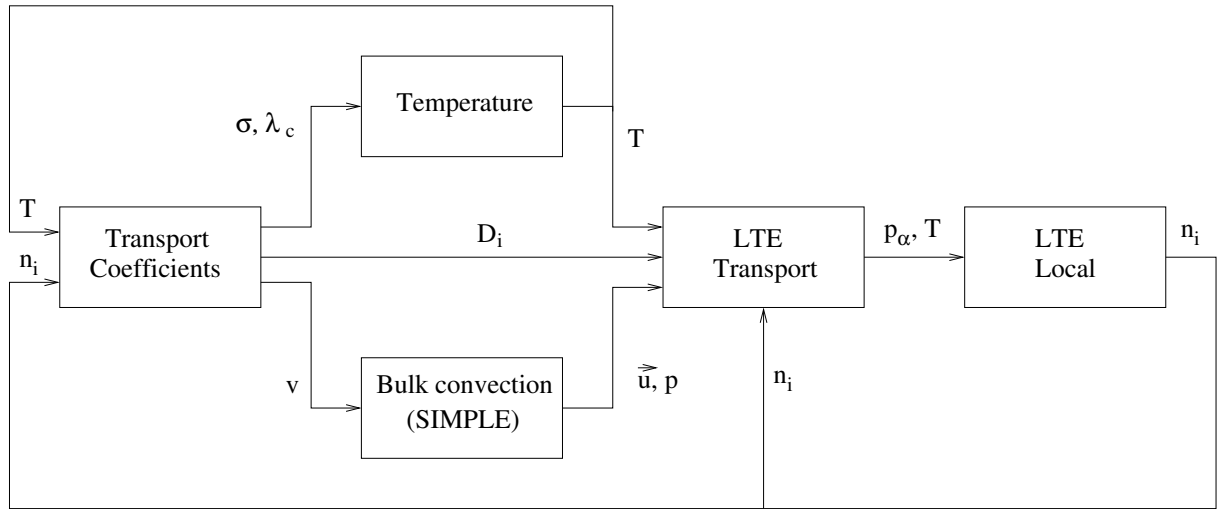 Temperature
σ, λ c
T
T
n i
Transport
Coefficients
D i
LTE
Transport
p α, T
LTE
Local
n i
v
Bulk convection
(SIMPLE)
u, p
n i